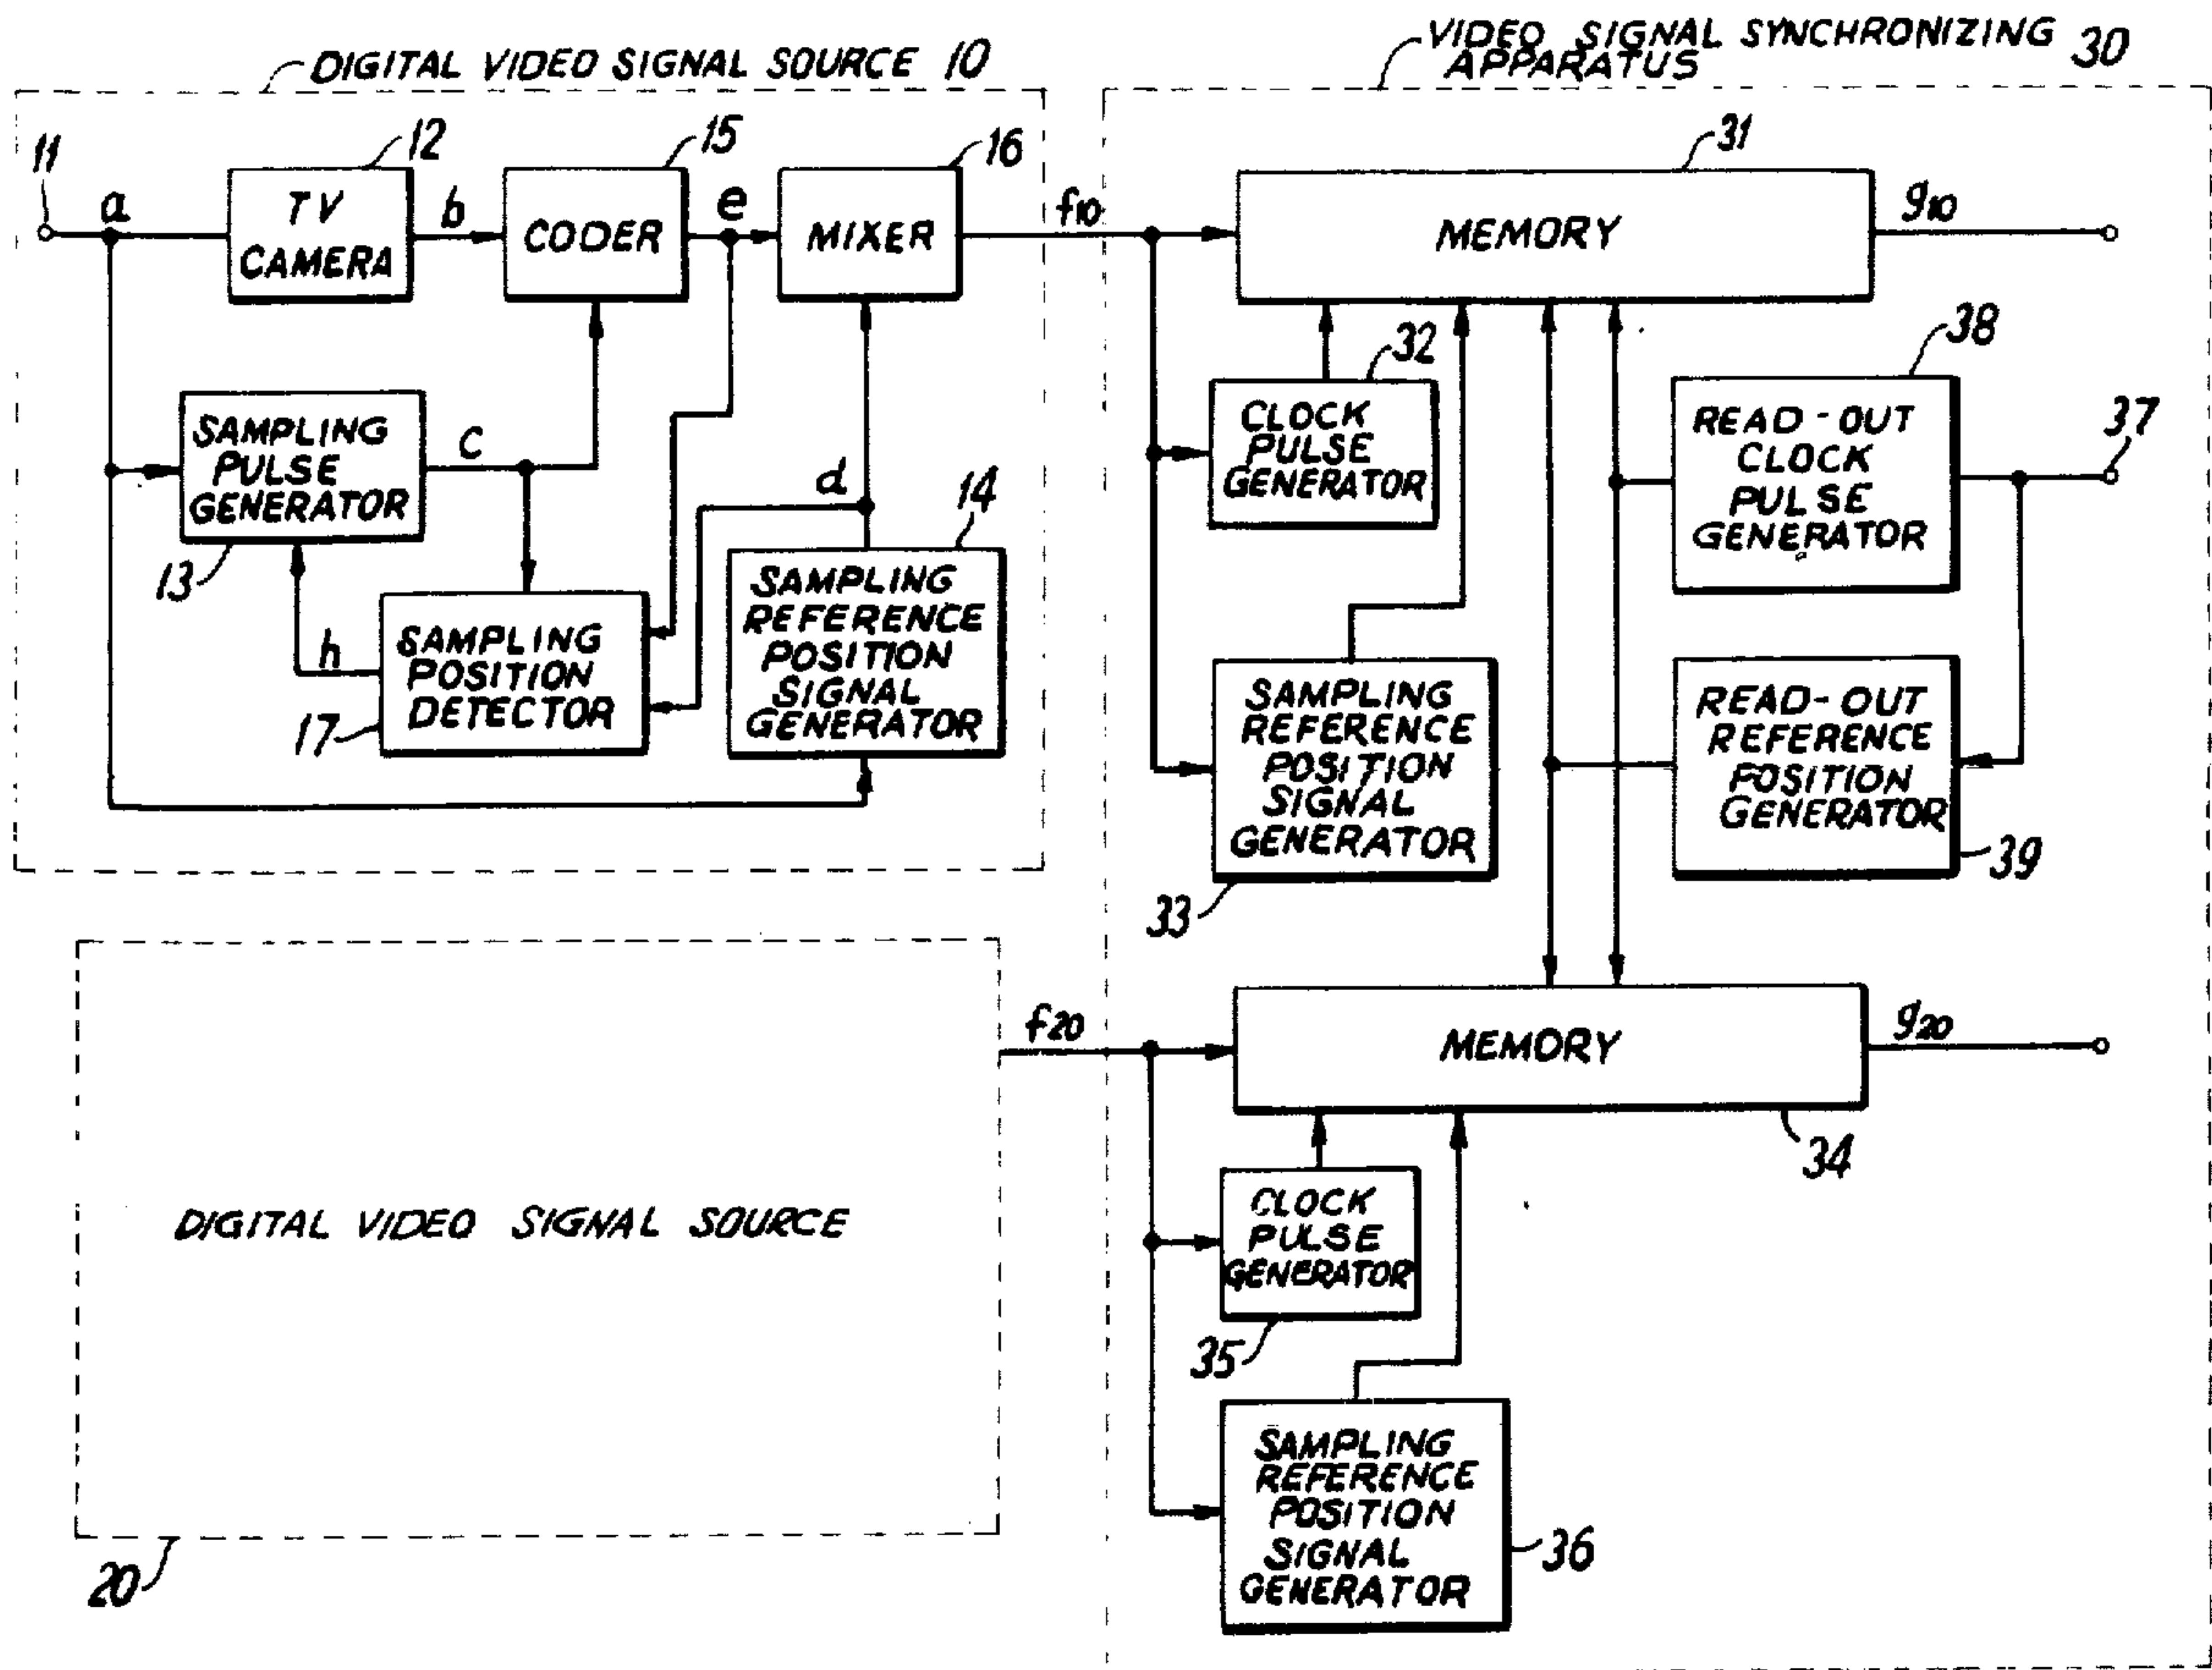 DIGITAL VIDEO SIGNAL SOURCE 10
VIDEO SIGNAL SYNCHRONIZING
APPARATUS
30
11
a
12
TV
CAMERA
b
15
CODER
e
16
MIXER
f10
31
MEMORY
g10
SAMPLING
PULSE
GENERATOR
13
c
d
14
SAMPLING
REFERENCE
POSITION
SIGNAL
GENERATOR
h
SAMPLING
POSITION
DETECTOR
17
32
CLOCK
PULSE
GENERATOR
38
READ-OUT
CLOCK
PULSE
GENERATOR
37
SAMPLING
REFERENCE
POSITION
SIGNAL
GENERATOR
33
READ-OUT
REFERENCE
POSITION
GENERATOR
39
DIGITAL VIDEO SIGNAL SOURCE
20
f20
MEMORY
g20
34
CLOCK
PULSE
GENERATOR
35
SAMPLING
REFERENCE
POSITION
SIGNAL
GENERATOR
36